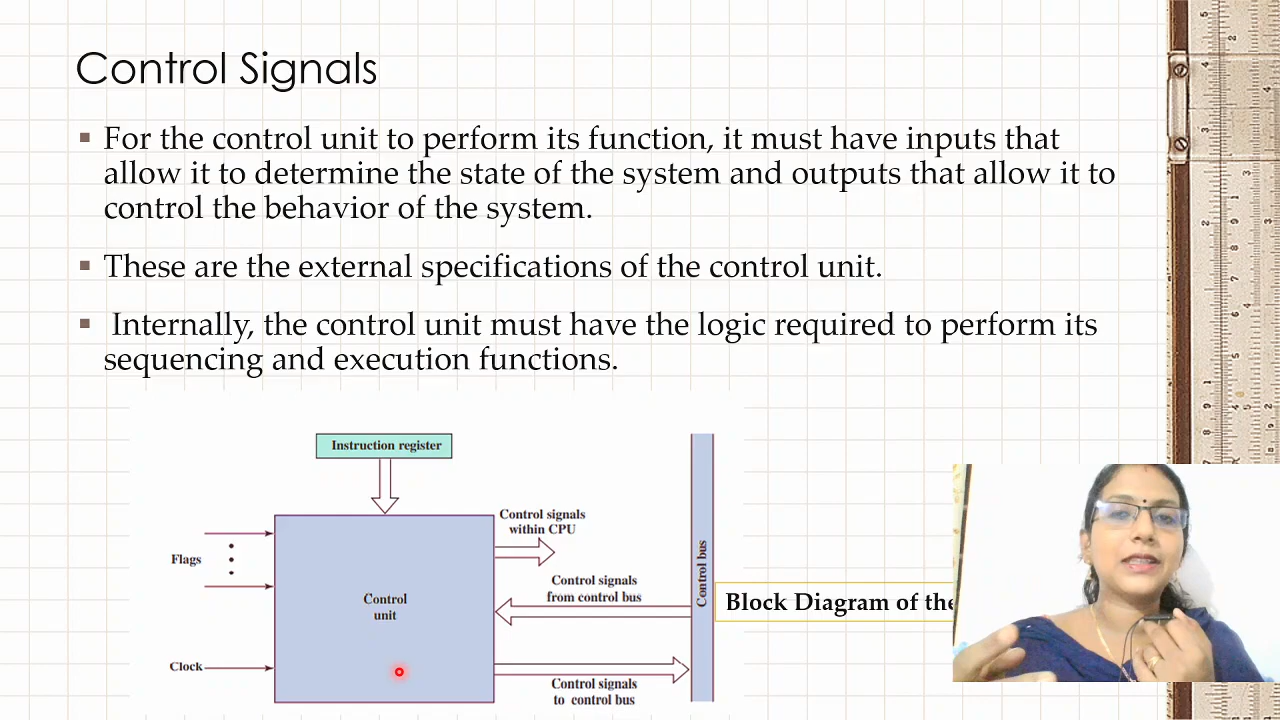 Control Signals
For the control unit to perform its function, it must have inputs that
allow it to determine the state of the system and outputs that allow it to
control the behavior of the system.
These are the external specifications of the control unit.
Internally, the control unit must have the logic required to perform its
sequencing and execution functions.
Instruction register
Control signals
within CPU
Flags
Control
unit
Control signals
from control bus
Control bus
Block Diagram of the
Clock
Control signals
to control bus